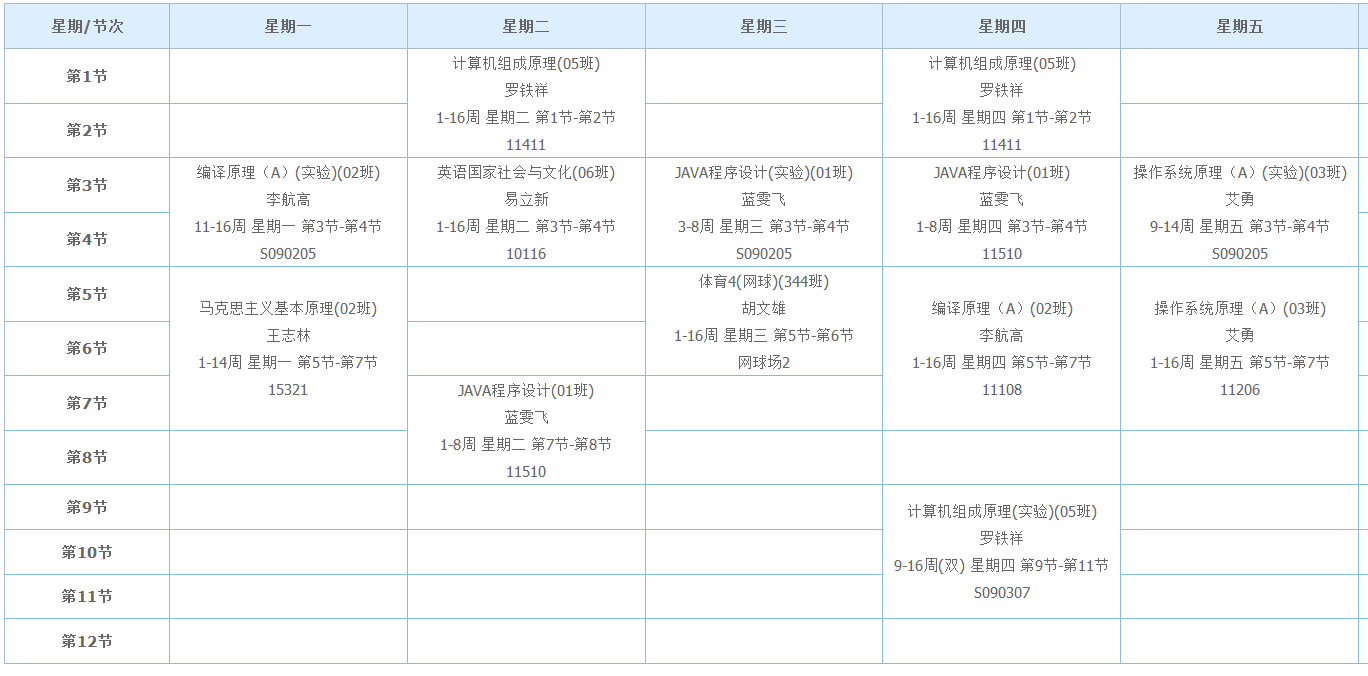 星期/节次 星期一 星期二 星期三 星期四 星期五
第1节
第2节
计算机组成原理(05班)
罗铁祥
1-16周 星期二 第1节-第2节
11411
计算机组成原理(05班)
罗铁祥
1-16周 星期四 第1节-第2节
11411
第3节
第4节
编译原理（A）(实验)(02班)
李航高
11-16周 星期一 第3节-第4节
S090205
英语国家社会与文化(06班)
易立新
1-16周 星期二 第3节-第4节
10116
JAVA程序设计(实验)(01班)
蓝雯飞
3-8周 星期三 第3节-第4节
S090205
JAVA程序设计(01班)
蓝雯飞
1-8周 星期四 第3节-第4节
11510
操作系统原理（A）(实验)(03班)
艾勇
9-14周 星期五 第3节-第4节
S090205
第5节
第6节
第7节
马克思主义基本原理(02班)
王志林
1-14周 星期一 第5节-第7节
15321
体育4(网球)(344班)
胡文雄
1-16周 星期三 第5节-第6节
网球场2
编译原理（A）(02班)
李航高
1-16周 星期四 第5节-第7节
11108
操作系统原理（A）(03班)
艾勇
1-16周 星期五 第5节-第7节
11206
JAVA程序设计(01班)
蓝雯飞
1-8周 星期二 第7节-第8节
11510
第8节
第9节
第10节
第11节
计算机组成原理(实验)(05班)
罗铁祥
9-16周(双) 星期四 第9节-第11节
S090307
第12节